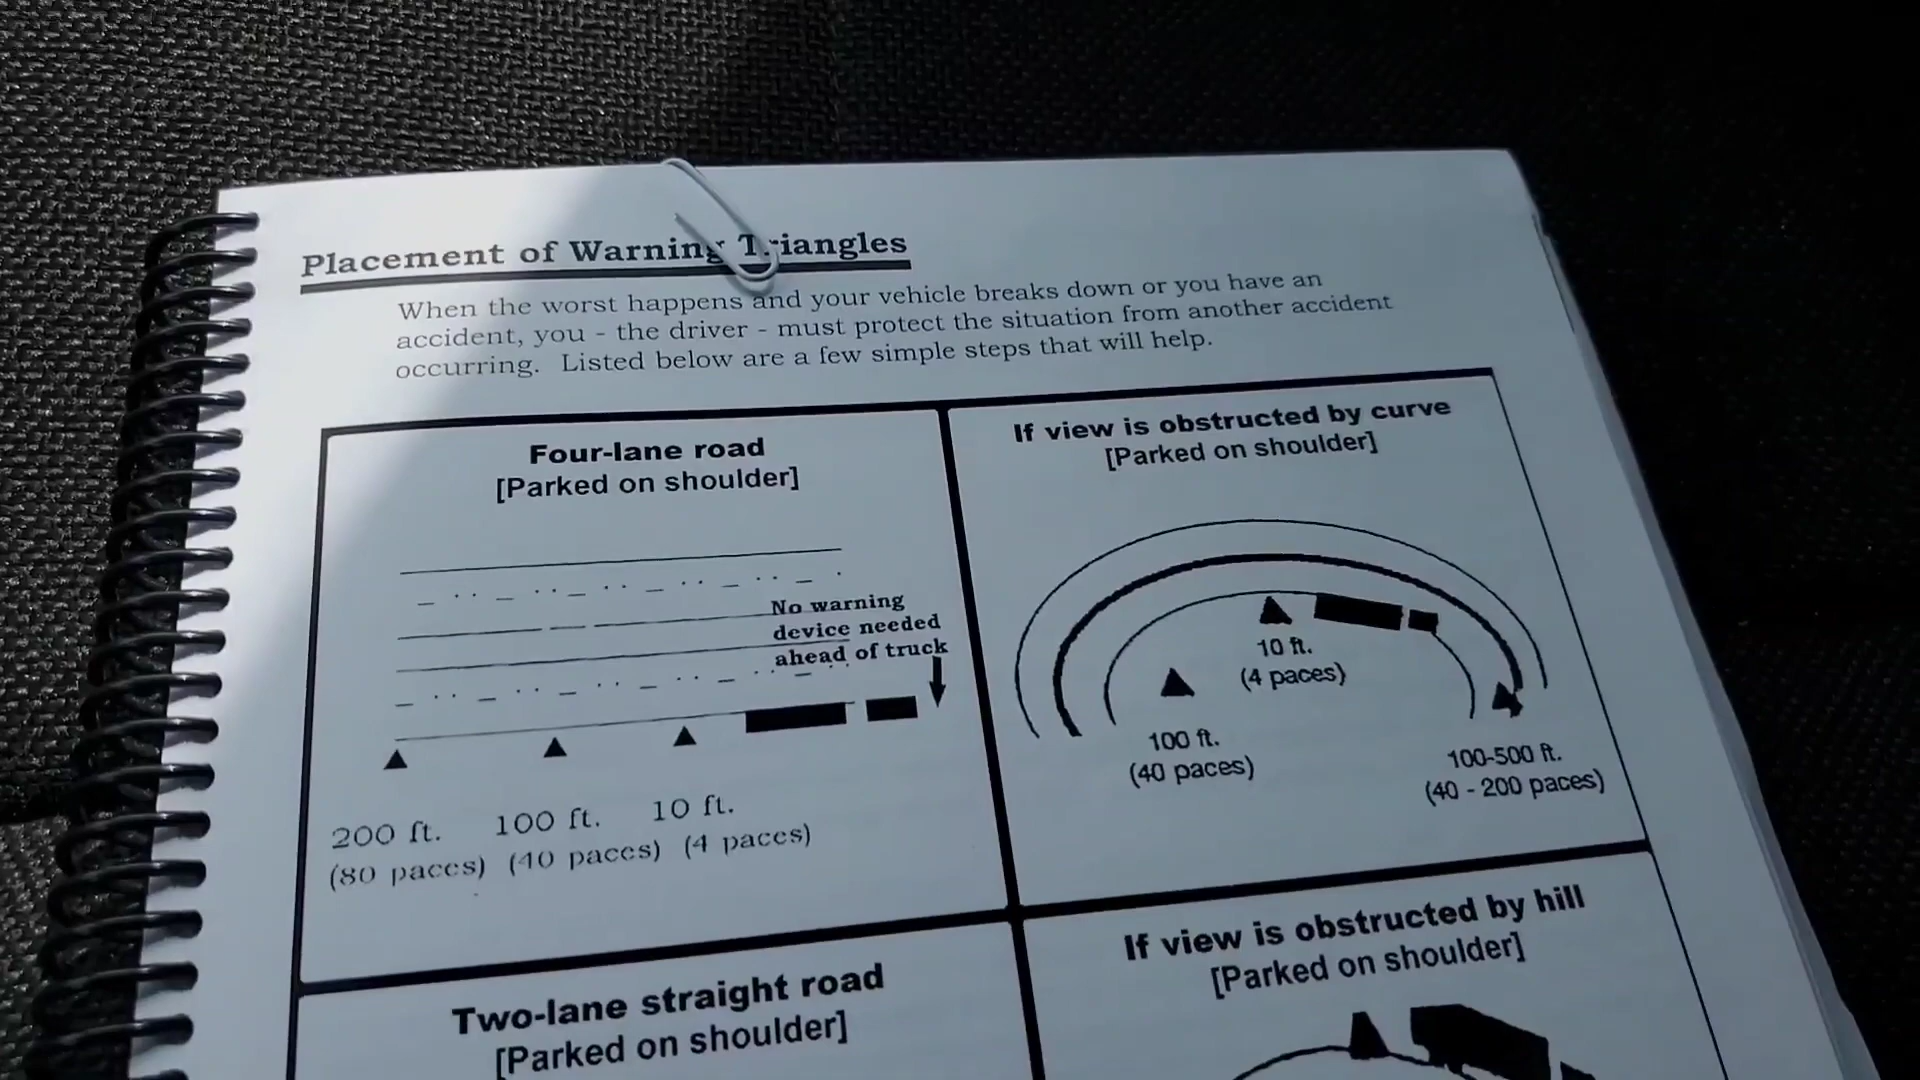 Placement of Warning Triangles
When the worst happens and your vehicle breaks down or you have an
accident, you - the driver - must protect the situation from another accident
occurring. Listed below are a few simple steps that will help.
Four-lane road
[Parked on shoulder]
No warning
device needed
ahead of truck
200 ft. 100 ft. 10 ft.
(80 paces) (40 paces) (4 paces)
If view is obstructed by curve
[Parked on shoulder]
10 ft.
(4 paces)
100 ft.
(40 paces)
100-500 ft.
(40 - 200 paces)
Two-lane straight road
[Parked on shoulder]
If view is obstructed by hill
[Parked on shoulder]